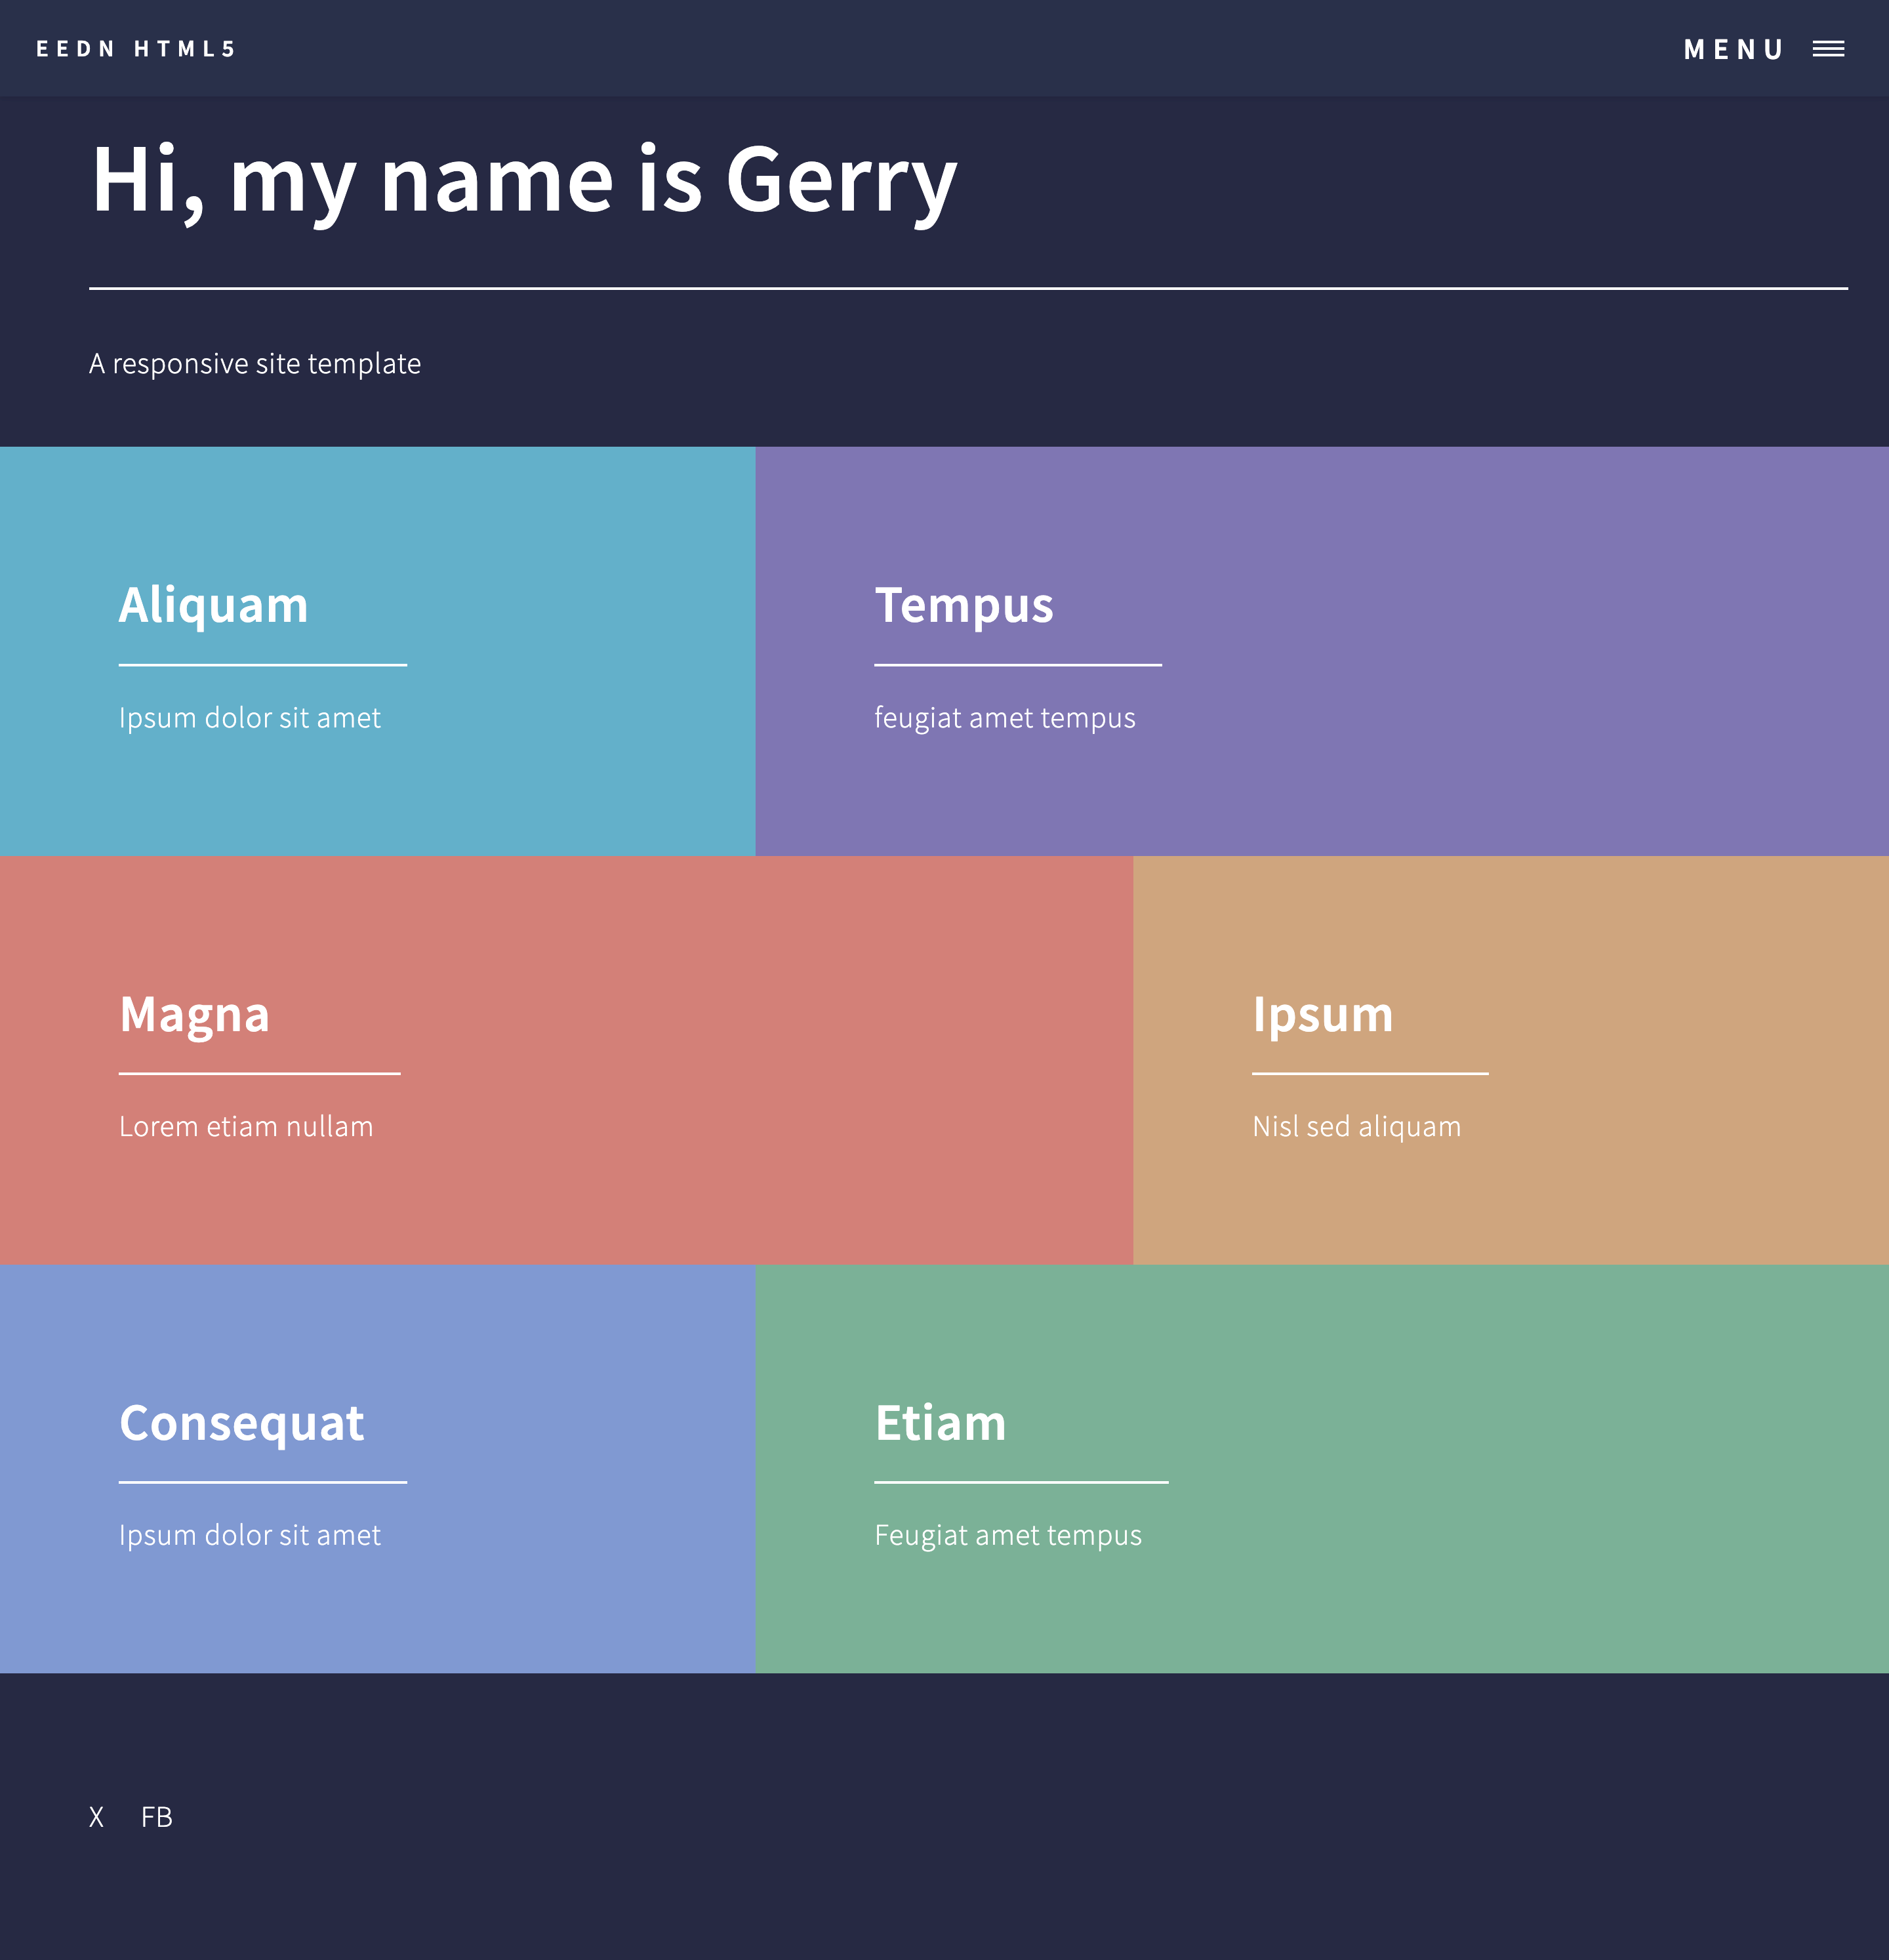 EEDN HTML5
MENU
Hi, my name is Gerry
A responsive site template
Aliquam
Ipsum dolor sit amet
Tempus
feugiat amet tempus
Magna
Lorem etiam nullam
Ipsum
Nisl sed aliquam
Consequat
Ipsum dolor sit amet
Etiam
Feugiat amet tempus
X FB